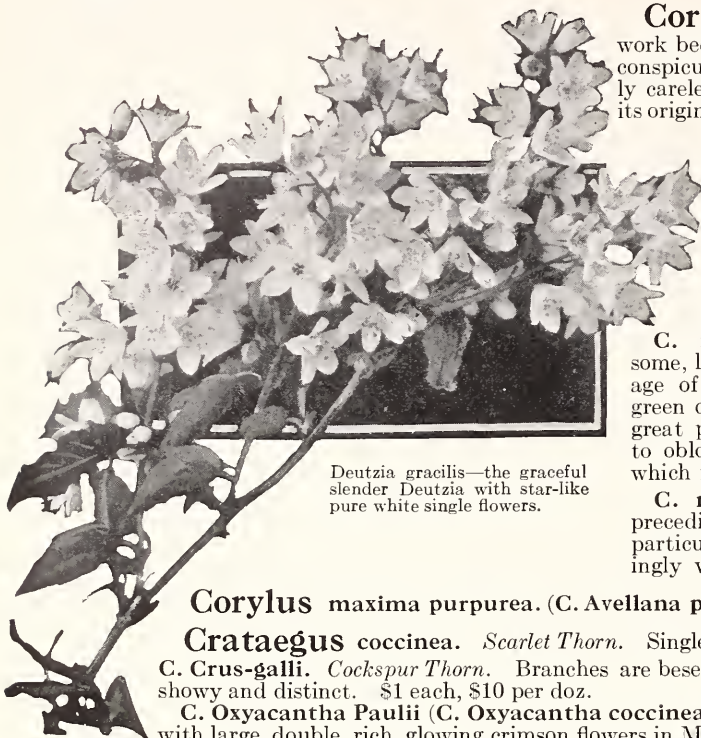 Cor
work be
conspicu
ly carele
its origin
C.
some, l
age of
green
great p
to oblo
which
C.
precedi
particu
ingly
Deutzia gracilis—the graceful
slender Deutzia with star-like
pure white single flowers.
Corylus maxima purpurea. (C. Avellana p
Crataegus coccinea. Scarlet Thorn. Single
C. Crus-galli. Cockspur Thorn. Branches are bese
showy and distinct. $1 each, $10 per doz.
C. Oxyacantha Paulii (C. Oxyacantha coccinea
with large, double, rich, glowing crimson flowers in M